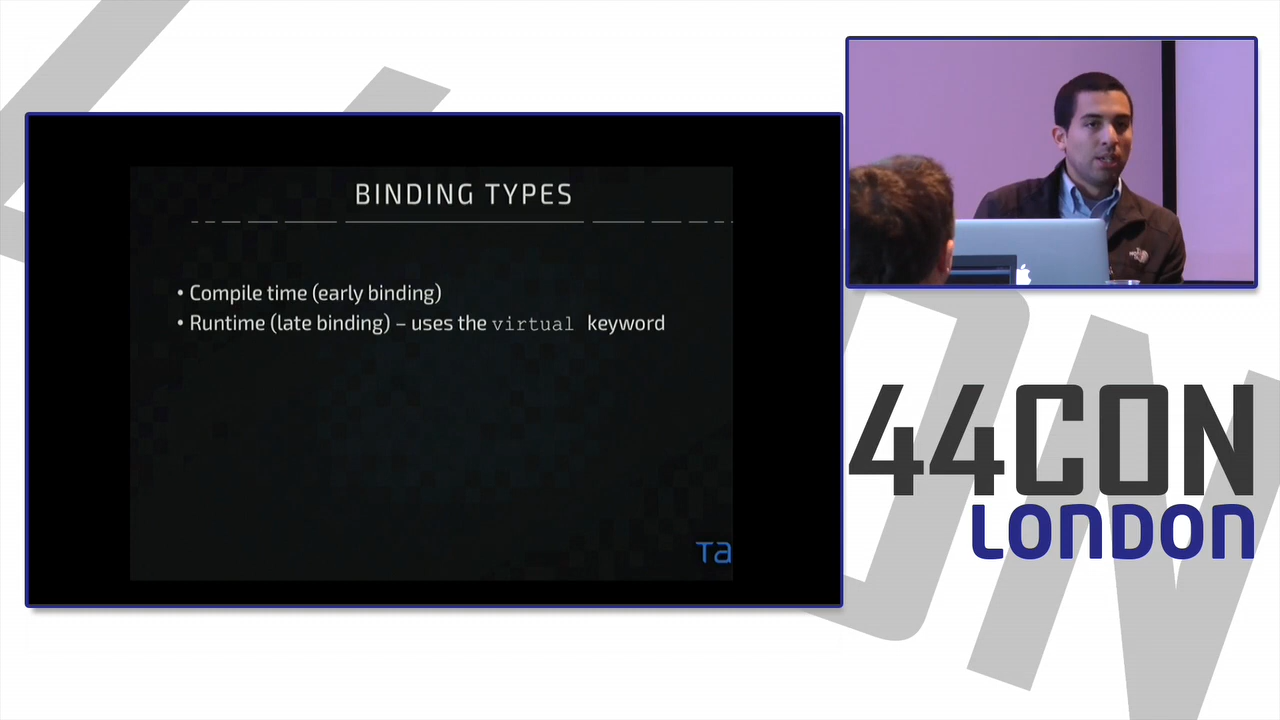 BINDING TYPES
• Compile time (early binding)
• Runtime (late binding) – uses the virtual keyword
Ta
44CON
LONDON